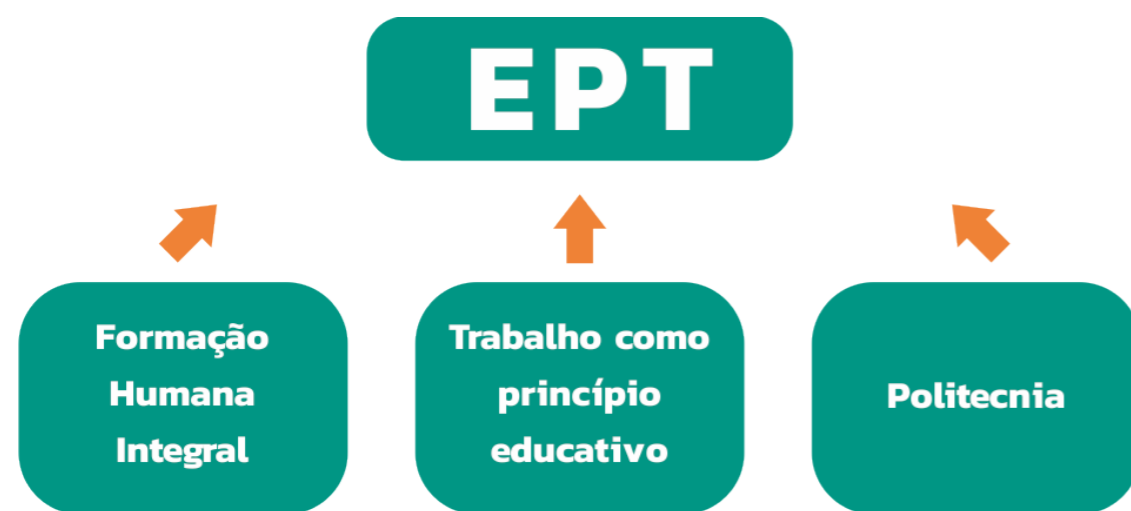 EPT
Formação
Humana
Integral
Trabalho como
princípio
educativo
Politecnia